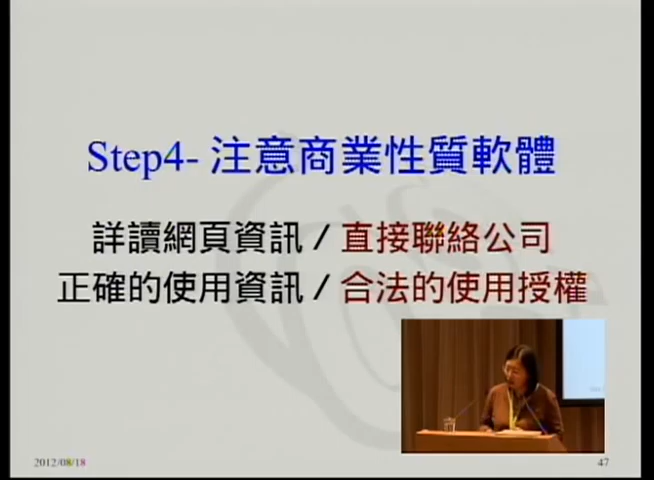 Step4- 注意商業性質軟體
詳讀網頁資訊 / 直接聯絡公司
正確的使用資訊 / 合法的使用授權
2012/08/18
47